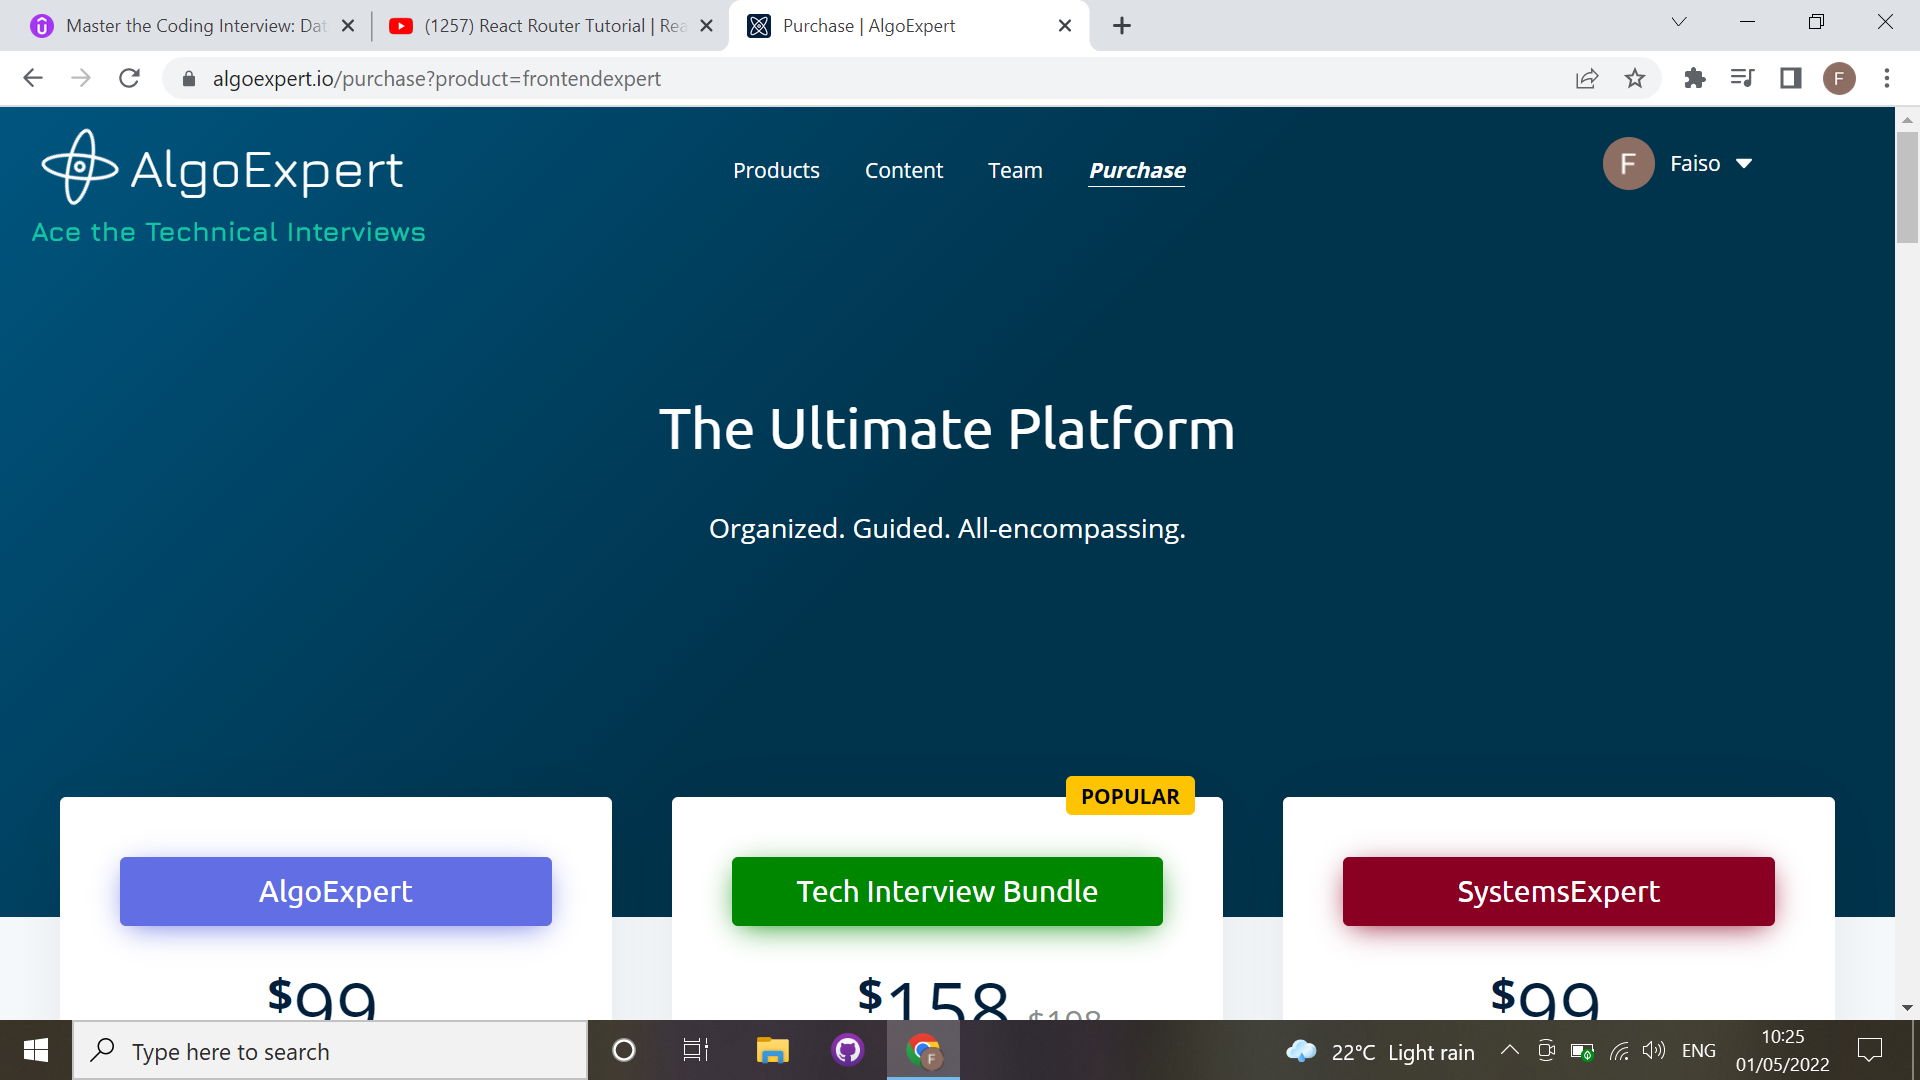 Master the Coding Interview: Dat
(1257) React Router Tutorial | Rea
Purchase | AlgoExpert
algoexpert.io/purchase?product=frontendexpert
F
AlgoExpert
Ace the Technical Interviews
Products
Content
Team
Purchase
F
Faiso
The Ultimate Platform
Organized. Guided. All-encompassing.
POPULAR
AlgoExpert
Tech Interview Bundle
SystemsExpert
$99
$158 $198
$99
Type here to search
F
22°C Light rain
ENG
10:25
01/05/2022